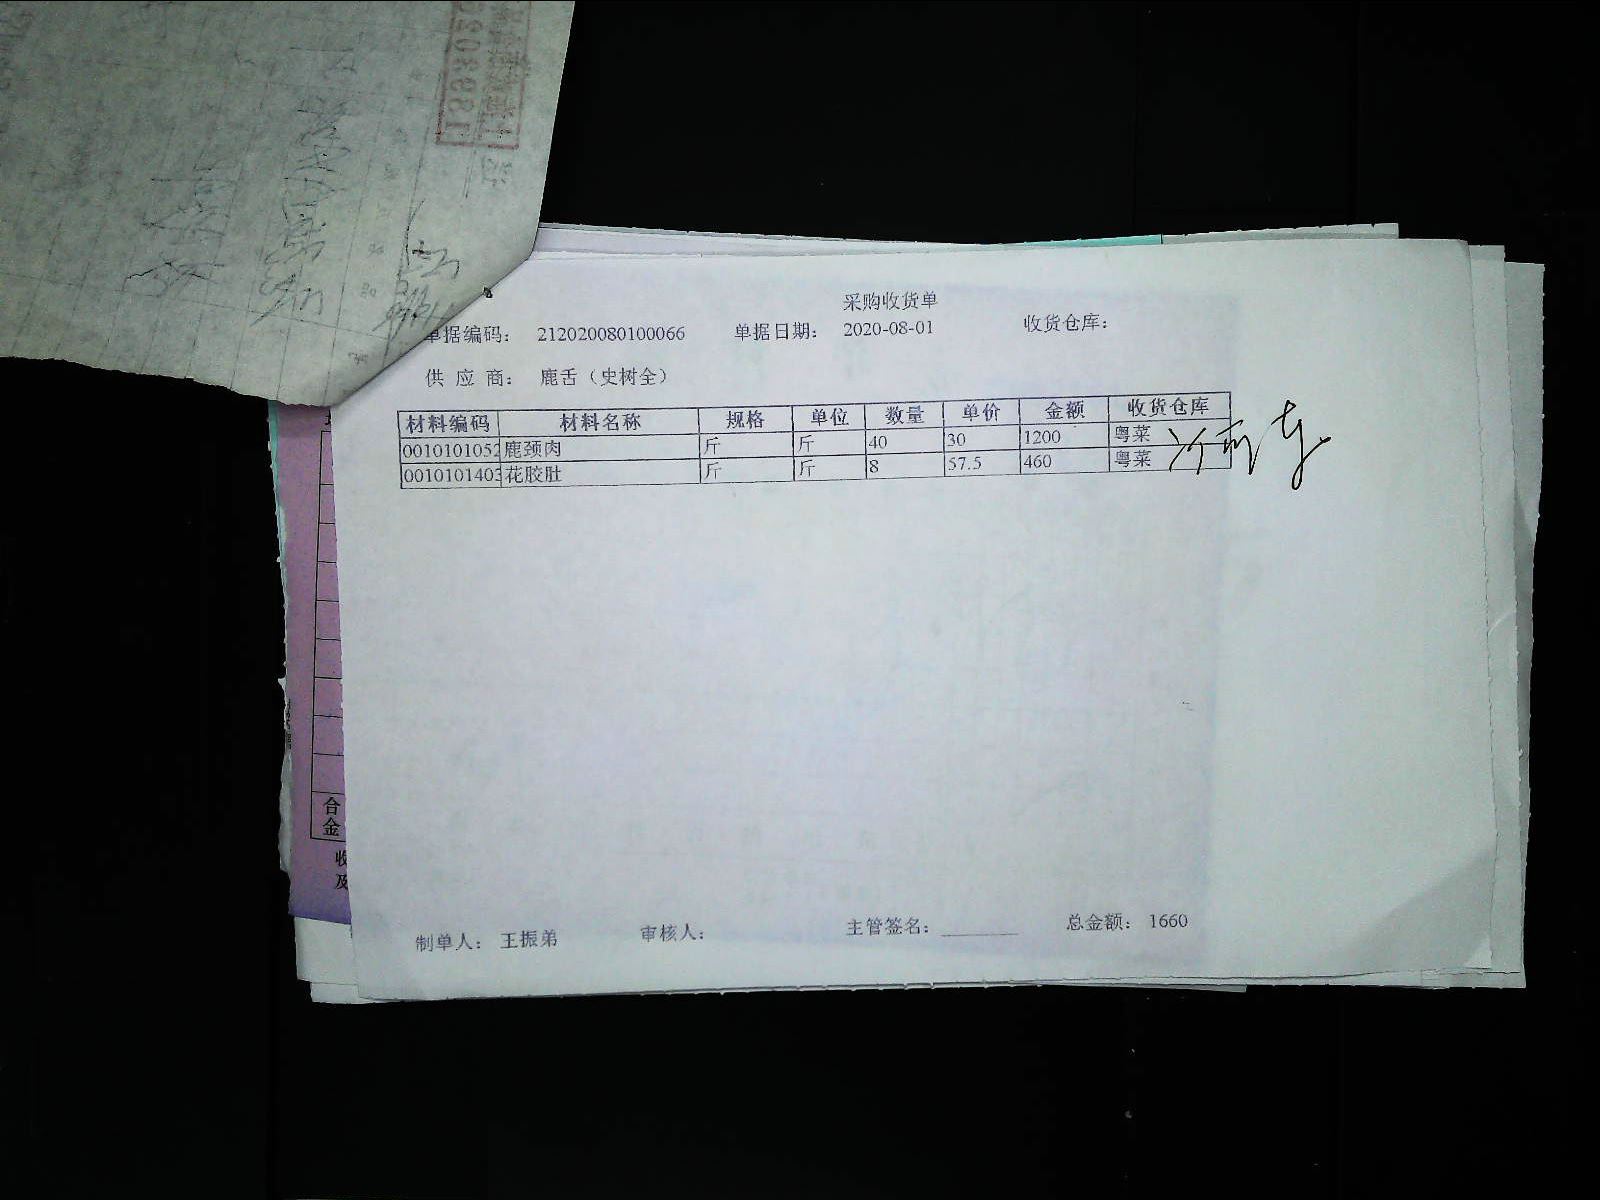 采购收货单
单据编码： 212020080100066 单据日期： 2020-08-01 收货仓库：
供 应 商： 鹿舌（史树全）
材料编码 材料名称 规格 单位 数量 单价 金额 收货仓库
0010101052 鹿颈肉 斤 斤 40 30 1200 粤菜
0010101403 花胶肚 斤 斤 8 57.5 460 粤菜
合
金
收
及
制单人： 王振弟 审核人： 主管签名： 总金额： 1660